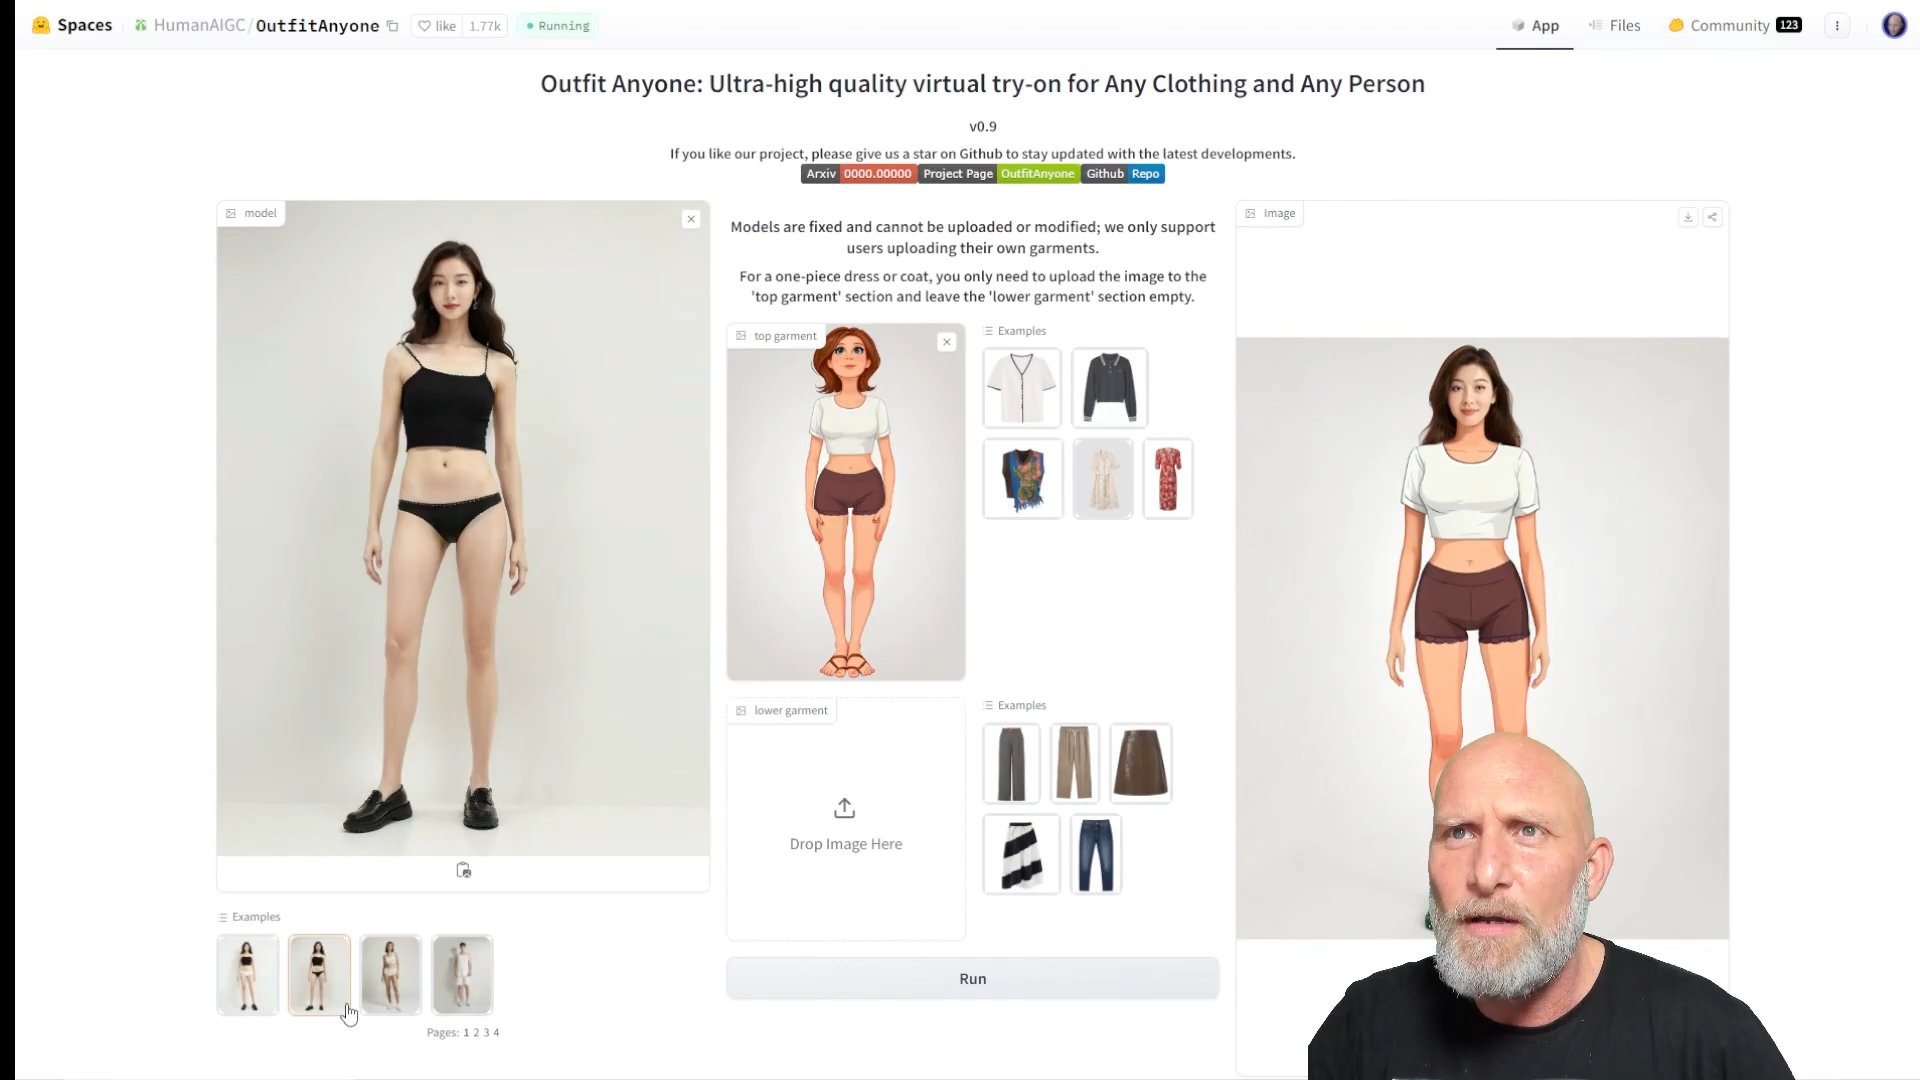 Spaces
HumanAIGC/OutfitAnyone
like 1.77k
Running
App
Files
Community 123
Outfit Anyone: Ultra-high quality virtual try-on for Any Clothing and Any Person
v0.9
If you like our project, please give us a star on Github to stay updated with the latest developments.
Arxiv 0000.00000 Project Page OutfitAnyone Github Repo
model
Models are fixed and cannot be uploaded or modified; we only support
users uploading their own garments.
For a one-piece dress or coat, you only need to upload the image to the
'top garment' section and leave the 'lower garment' section empty.
top garment
Examples
lower garment
Drop Image Here
Examples
Run
Image
Examples
Pages: 1 2 3 4